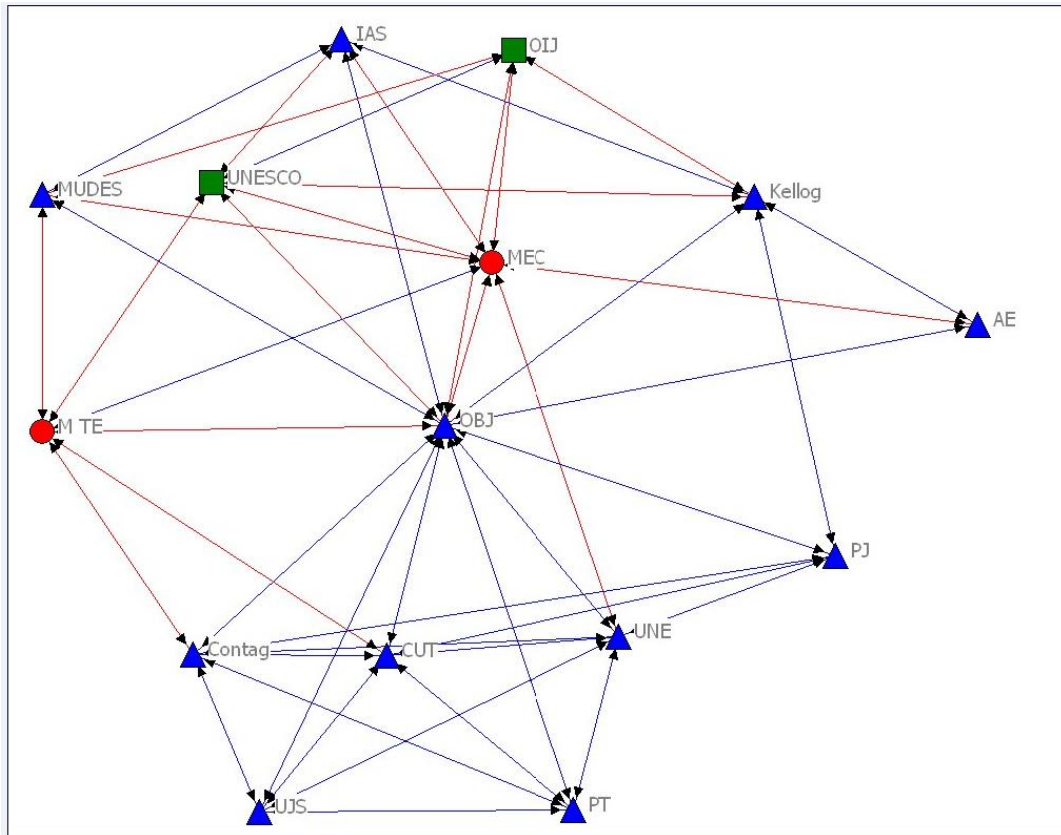 IAS
OIJ
MUDES
UNESCO
Kellog
MEC
AE
M TE
OBJ
PJ
UNE
Contag
CUT
UJS
PT